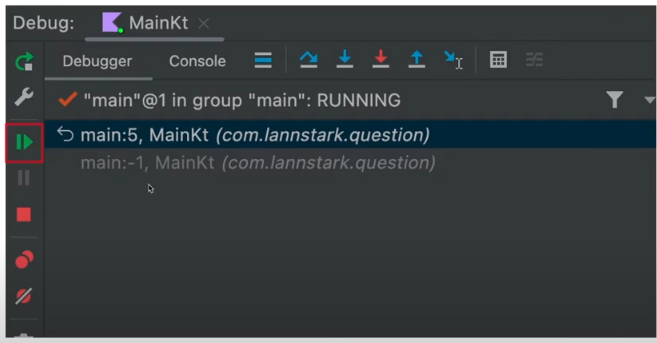 Debug: MainKt
Debugger Console
"main"@1 in group "main": RUNNING
main:5, MainKt (com.lannstark.question)
main:-1, MainKt (com.lannstark.question)